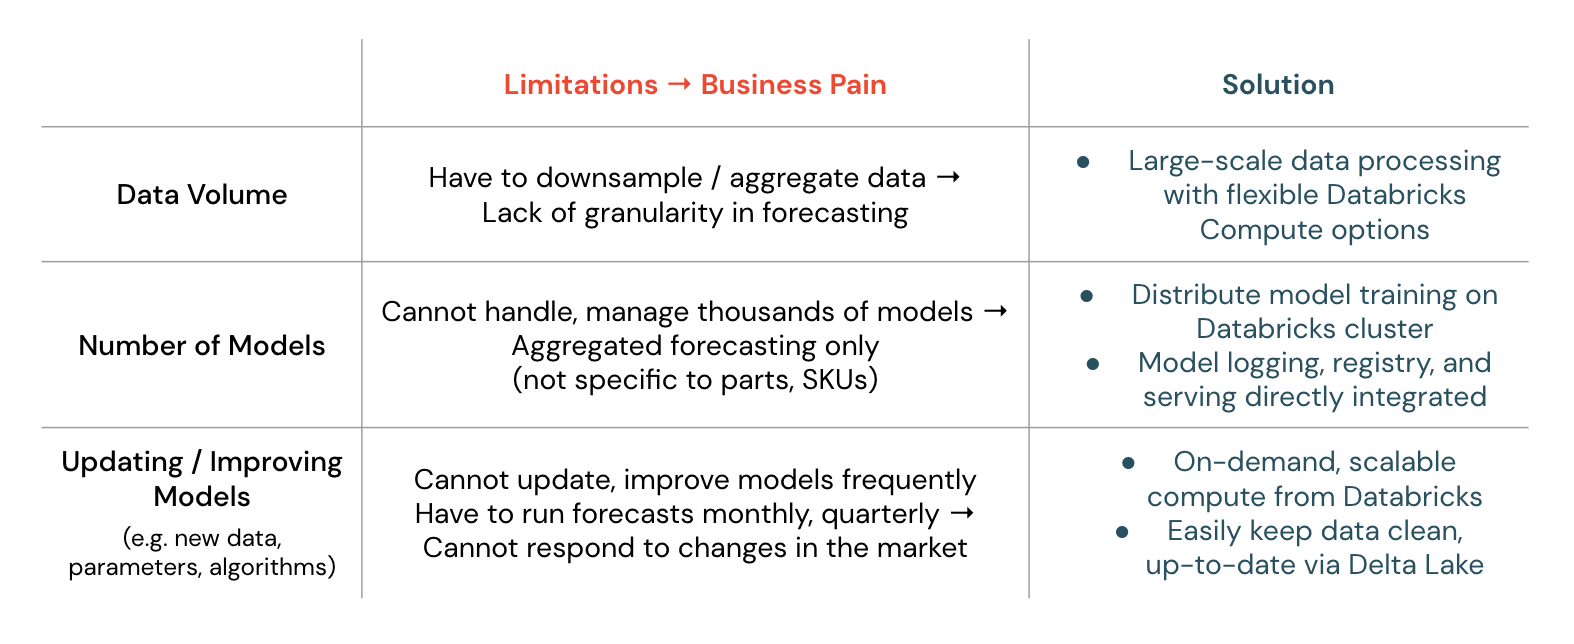 Limitations → Business Pain
Solution
Data Volume
Have to downsample / aggregate data →
Lack of granularity in forecasting
● Large-scale data processing
with flexible Databricks
Compute options
Number of Models
Cannot handle, manage thousands of models →
Aggregated forecasting only
(not specific to parts, SKUs)
● Distribute model training on
Databricks cluster
● Model logging, registry, and
serving directly integrated
Updating / Improving
Models
(e.g. new data,
parameters, algorithms)
Cannot update, improve models frequently
Have to run forecasts monthly, quarterly →
Cannot respond to changes in the market
● On-demand, scalable
compute from Databricks
● Easily keep data clean,
up-to-date via Delta Lake